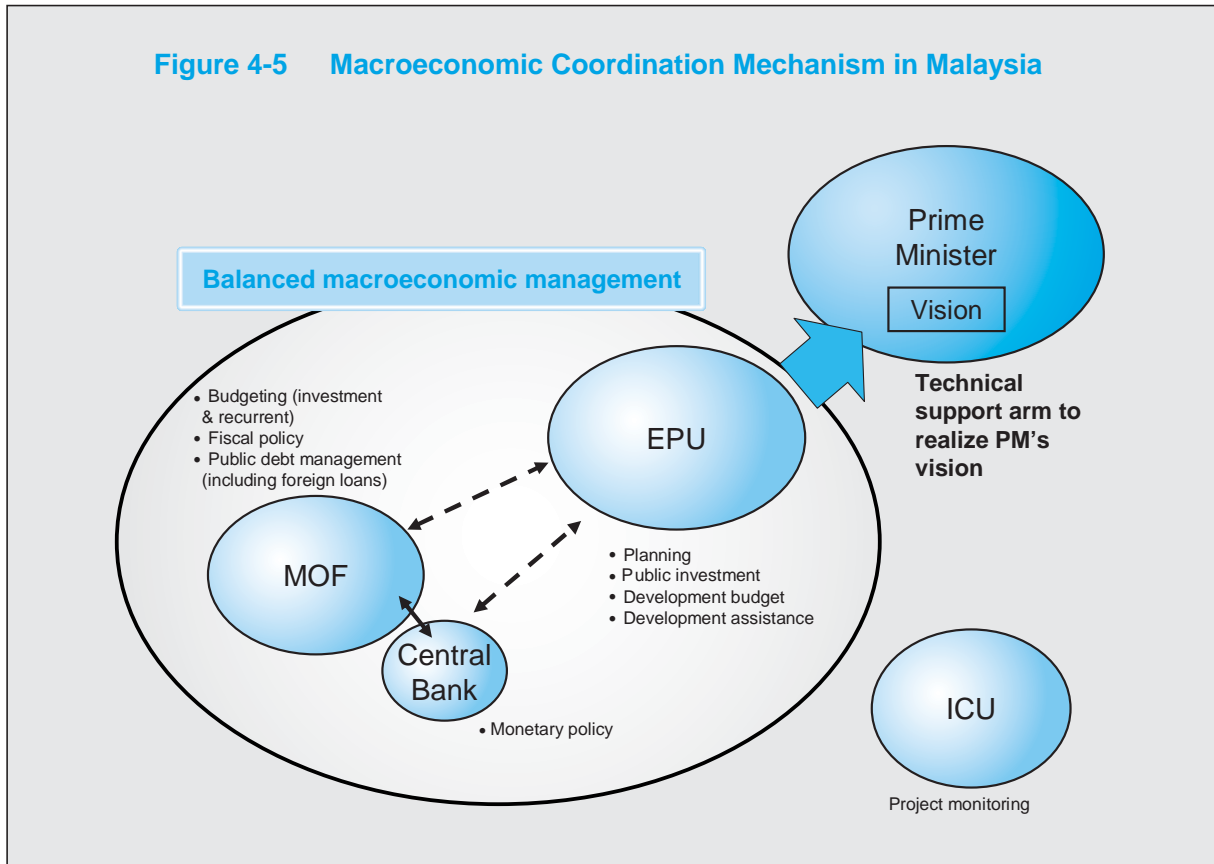 Figure 4-5 Macroeconomic Coordination Mechanism in Malaysia
Prime
Minister
Vision
Balanced macroeconomic management
Technical
support arm to
realize PM's
vision
• Budgeting (investment
& recurrent)
• Fiscal policy
• Public debt management
(including foreign loans)
EPU
MOF
• Planning
• Public investment
• Development budget
• Development assistance
Central
Bank
• Monetary policy
ICU
Project monitoring